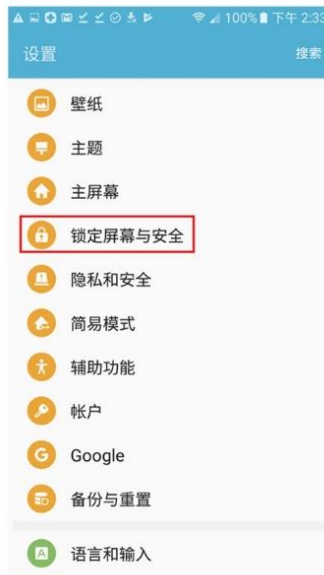 100% 下午 2:33
设置 搜索
壁纸
主题
主屏幕
锁定屏幕与安全
隐私和安全
简易模式
辅助功能
帐户
Google
备份与重置
语言和输入